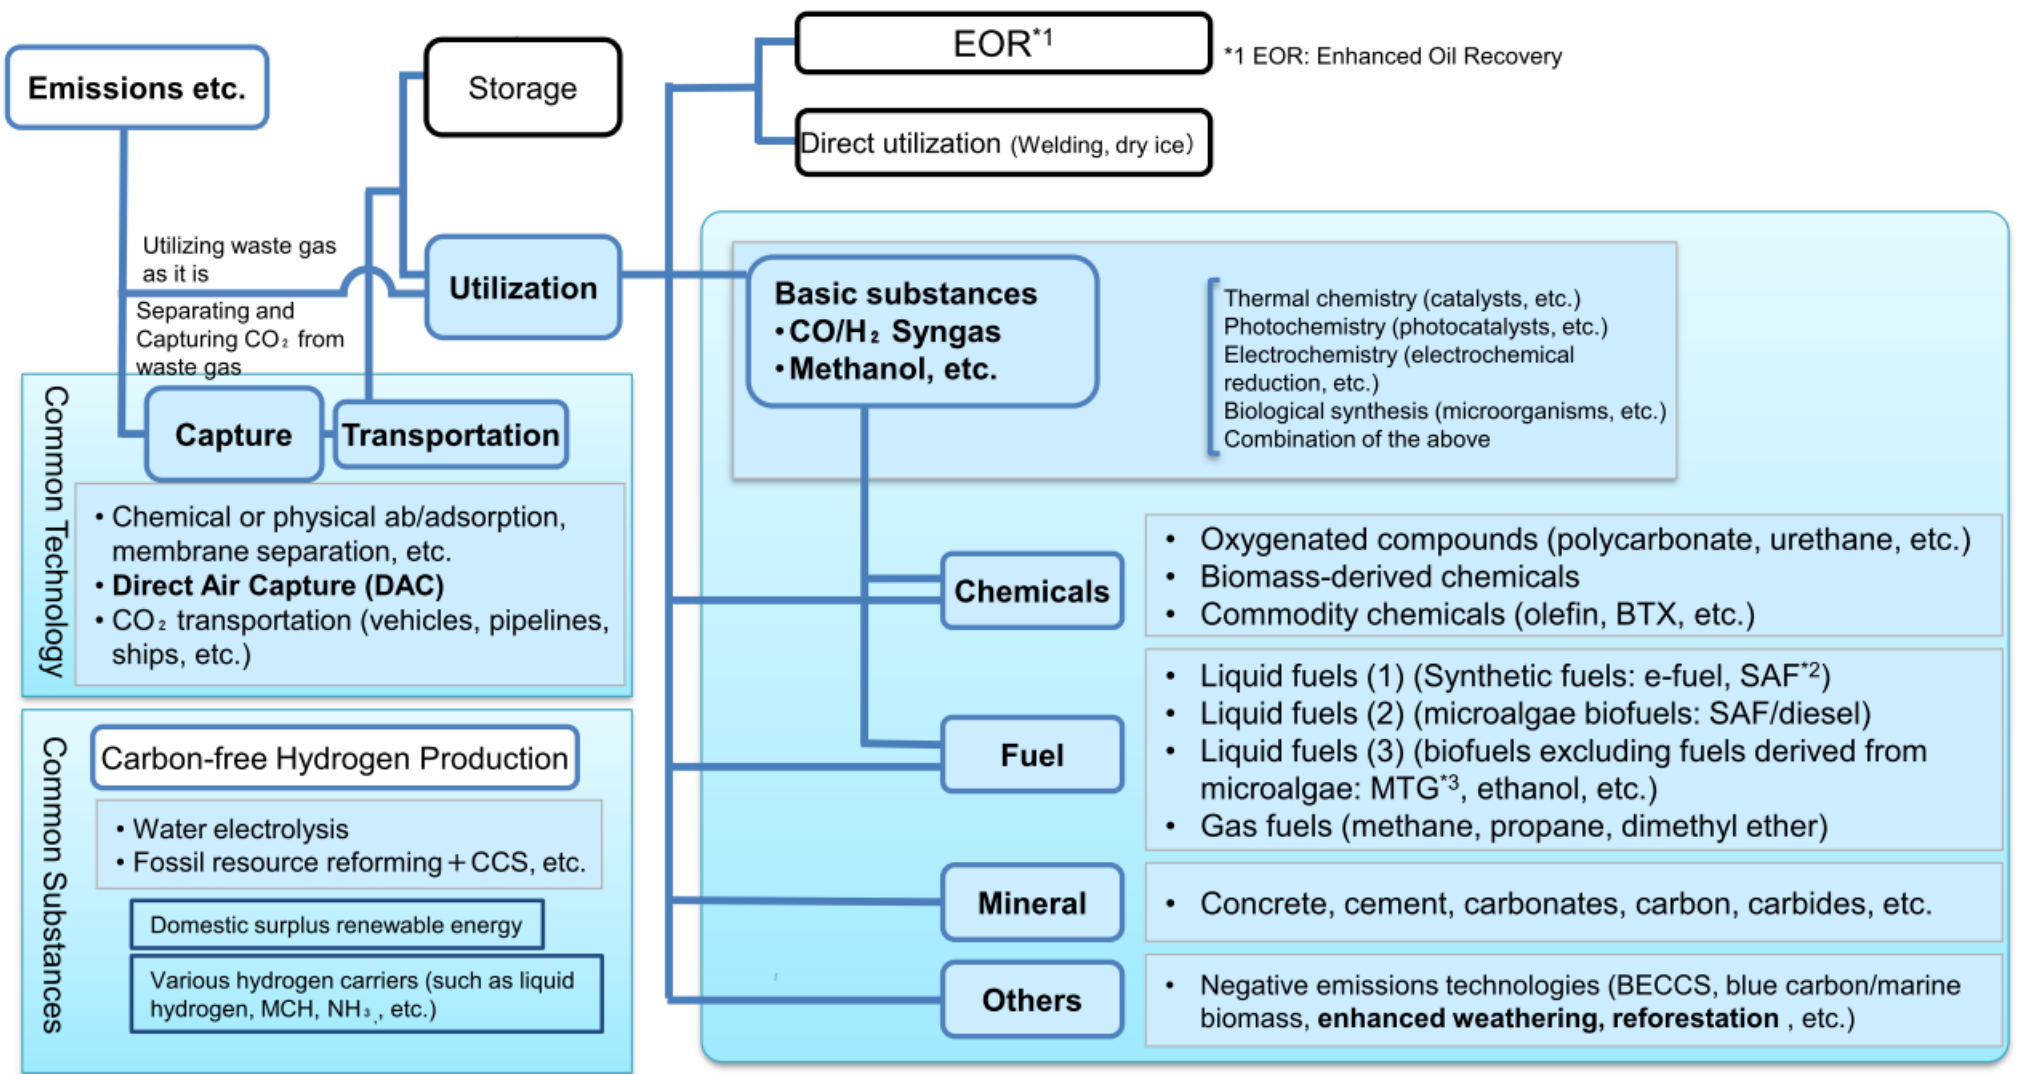 Emissions etc.
Storage
EOR*1
*1 EOR: Enhanced Oil Recovery
Direct utilization (Welding, dry ice)
Utilizing waste gas
as it is
Separating and
Capturing CO₂ from
waste gas
Utilization
Basic substances
•CO/H₂ Syngas
•Methanol, etc.
Thermal chemistry (catalysts, etc.)
Photochemistry (photocatalysts, etc.)
Electrochemistry (electrochemical
reduction, etc.)
Biological synthesis (microorganisms, etc.)
Combination of the above
Common Technology
Capture
Transportation
• Chemical or physical ab/adsorption,
membrane separation, etc.
• Direct Air Capture (DAC)
• CO₂ transportation (vehicles, pipelines,
ships, etc.)
Common Substances
Carbon-free Hydrogen Production
• Water electrolysis
• Fossil resource reforming+CCS, etc.
Domestic surplus renewable energy
Various hydrogen carriers (such as liquid
hydrogen, MCH, NH₃,, etc.)
Chemicals
• Oxygenated compounds (polycarbonate, urethane, etc.)
• Biomass-derived chemicals
• Commodity chemicals (olefin, BTX, etc.)
Fuel
• Liquid fuels (1) (Synthetic fuels: e-fuel, SAF*2)
• Liquid fuels (2) (microalgae biofuels: SAF/diesel)
• Liquid fuels (3) (biofuels excluding fuels derived from
microalgae: MTG*3, ethanol, etc.)
• Gas fuels (methane, propane, dimethyl ether)
Mineral
• Concrete, cement, carbonates, carbon, carbides, etc.
Others
• Negative emissions technologies (BECCS, blue carbon/marine
biomass, enhanced weathering, reforestation , etc.)